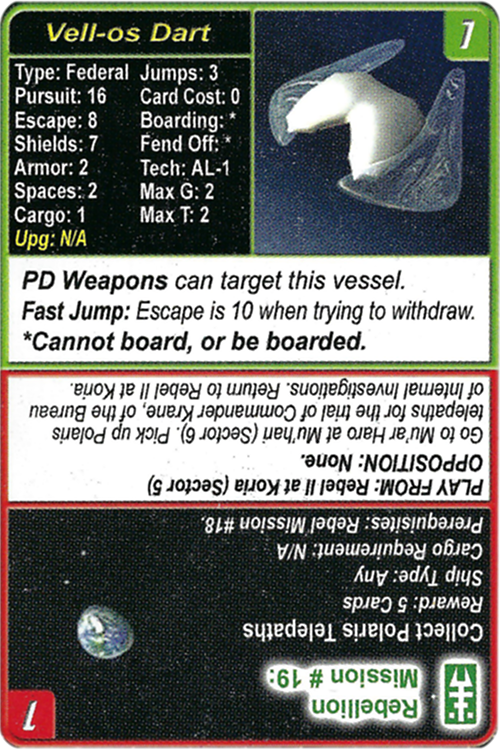 Vell-os Dart
1
Type: Federal Jumps: 3
Pursuit: 16 Card Cost: 0
Escape: 8 Boarding: *
Shields: 7 Fend Off: *
Armor: 2 Tech: AL-1
Spaces: 2 Max G: 2
Cargo: 1 Max T: 2
Upg: N/A
PD Weapons can target this vessel.
Fast Jump: Escape is 10 when trying to withdraw.
*Cannot board, or be boarded.
1
Rebellion
Mission # 19:
Collect Polaris Telepaths
Reward: 5 Cards
Ship Type: Any
Cargo Requirement: N/A
Prerequisites: Rebel Mission #18.
PLAY FROM: Rebel II at Koria (Sector 5)
OPPOSITION: None.
Go to Mu'ar Haro at Mu'hari (Sector 6). Pick up Polaris
telepaths for the trial of Commander Krane, of the Bureau
of Internal Investigations. Return to Rebel II at Koria.